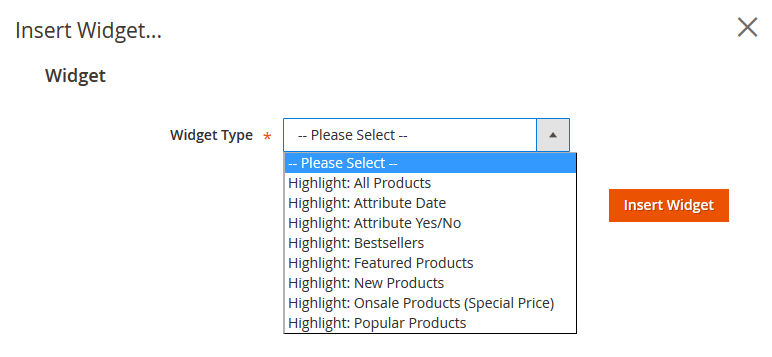 Insert Widget...
Widget
Widget Type *
-- Please Select --
-- Please Select --
Highlight: All Products
Highlight: Attribute Date
Highlight: Attribute Yes/No
Highlight: Bestsellers
Highlight: Featured Products
Highlight: New Products
Highlight: Onsale Products (Special Price)
Highlight: Popular Products
Insert Widget